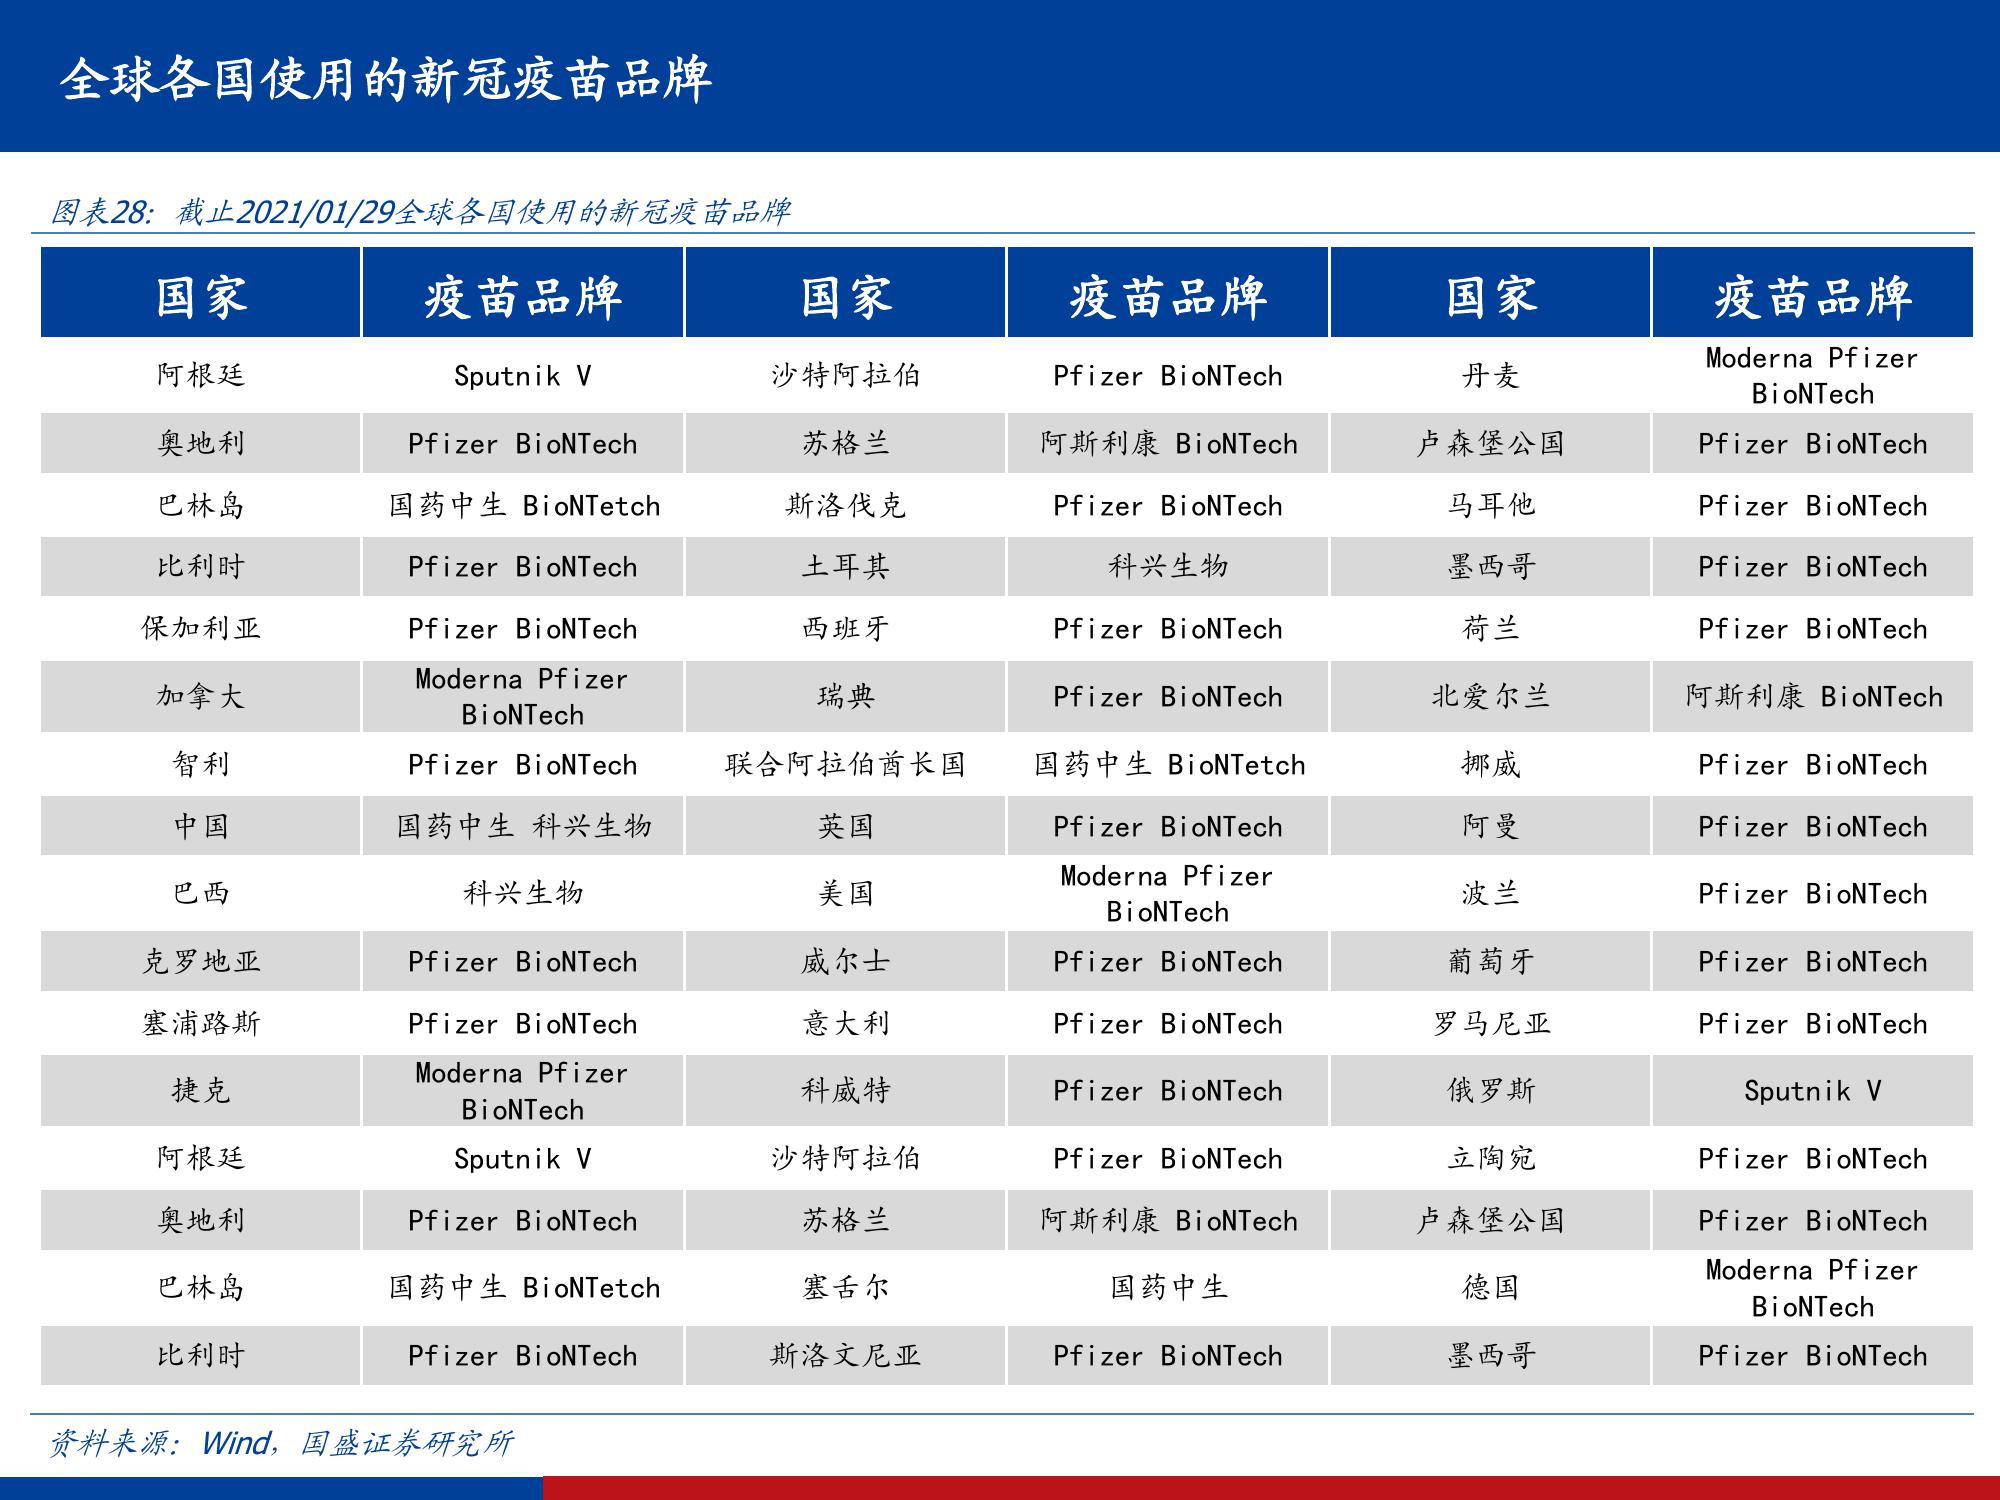 全球各国使用的新冠疫苗品牌
图表28：截止2021/01/29全球各国使用的新冠疫苗品牌
国家 疫苗品牌 国家 疫苗品牌 国家 疫苗品牌
阿根廷 Sputnik V 沙特阿拉伯 Pfizer BioNTech 丹麦 Moderna Pfizer
BioNTech
奥地利 Pfizer BioNTech 苏格兰 阿斯利康 BioNTech 卢森堡公国 Pfizer BioNTech
巴林岛 国药中生 BioNTetch 斯洛伐克 Pfizer BioNTech 马耳他 Pfizer BioNTech
比利时 Pfizer BioNTech 土耳其 科兴生物 墨西哥 Pfizer BioNTech
保加利亚 Pfizer BioNTech 西班牙 Pfizer BioNTech 荷兰 Pfizer BioNTech
加拿大 Moderna Pfizer
BioNTech 瑞典 Pfizer BioNTech 北爱尔兰 阿斯利康 BioNTech
智利 Pfizer BioNTech 联合阿拉伯酋长国 国药中生 BioNTetch 挪威 Pfizer BioNTech
中国 国药中生 科兴生物 英国 Pfizer BioNTech 阿曼 Pfizer BioNTech
巴西 科兴生物 美国 Moderna Pfizer
BioNTech 波兰 Pfizer BioNTech
克罗地亚 Pfizer BioNTech 威尔士 Pfizer BioNTech 葡萄牙 Pfizer BioNTech
塞浦路斯 Pfizer BioNTech 意大利 Pfizer BioNTech 罗马尼亚 Pfizer BioNTech
捷克 Moderna Pfizer
BioNTech 科威特 Pfizer BioNTech 俄罗斯 Sputnik V
阿根廷 Sputnik V 沙特阿拉伯 Pfizer BioNTech 立陶宛 Pfizer BioNTech
奥地利 Pfizer BioNTech 苏格兰 阿斯利康 BioNTech 卢森堡公国 Pfizer BioNTech
巴林岛 国药中生 BioNTetch 塞舌尔 国药中生 德国 Moderna Pfizer
BioNTech
比利时 Pfizer BioNTech 斯洛文尼亚 Pfizer BioNTech 墨西哥 Pfizer BioNTech
资料来源：Wind，国盛证券研究所